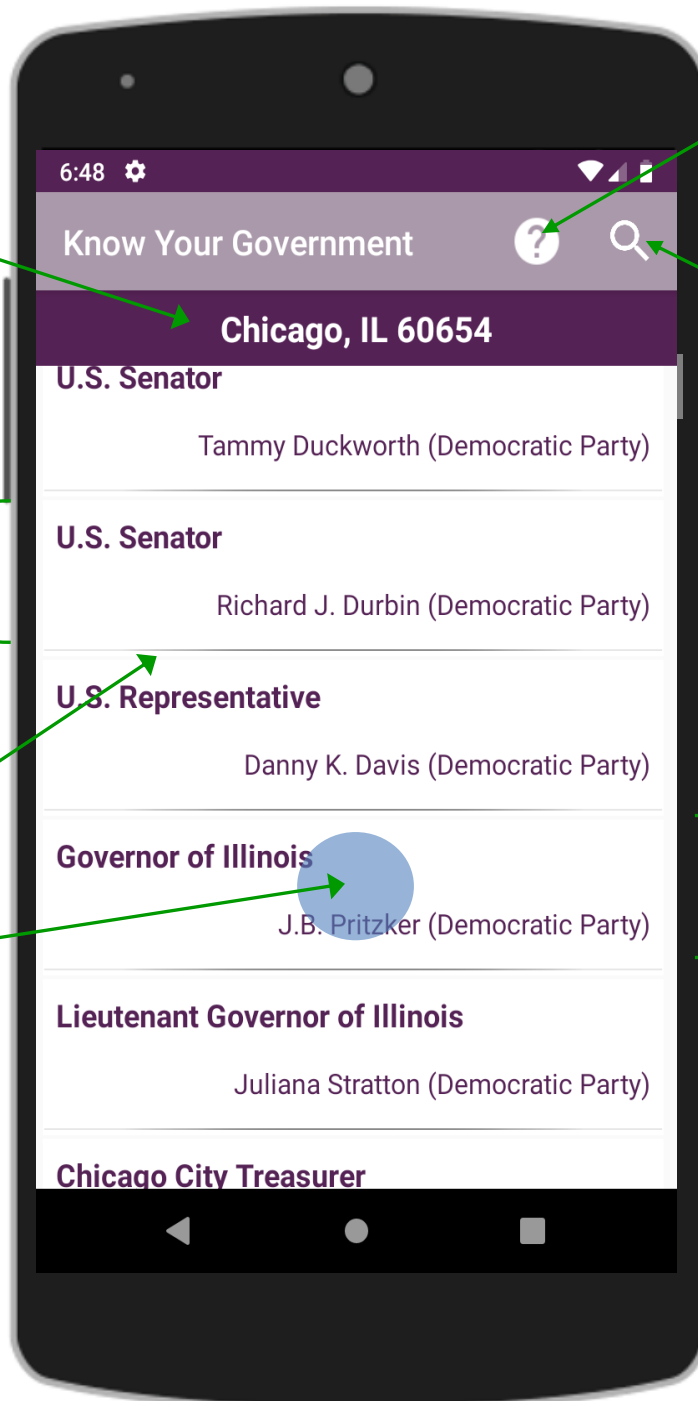 6:48
Know Your Government
Chicago, IL 60654
U.S. Senator
Tammy Duckworth (Democratic Party)
U.S. Senator
Richard J. Durbin (Democratic Party)
U.S. Representative
Danny K. Davis (Democratic Party)
Governor of Illinois
J.B. Pritzker (Democratic Party)
Lieutenant Governor of Illinois
Juliana Stratton (Democratic Party)
Chicago City Treasurer